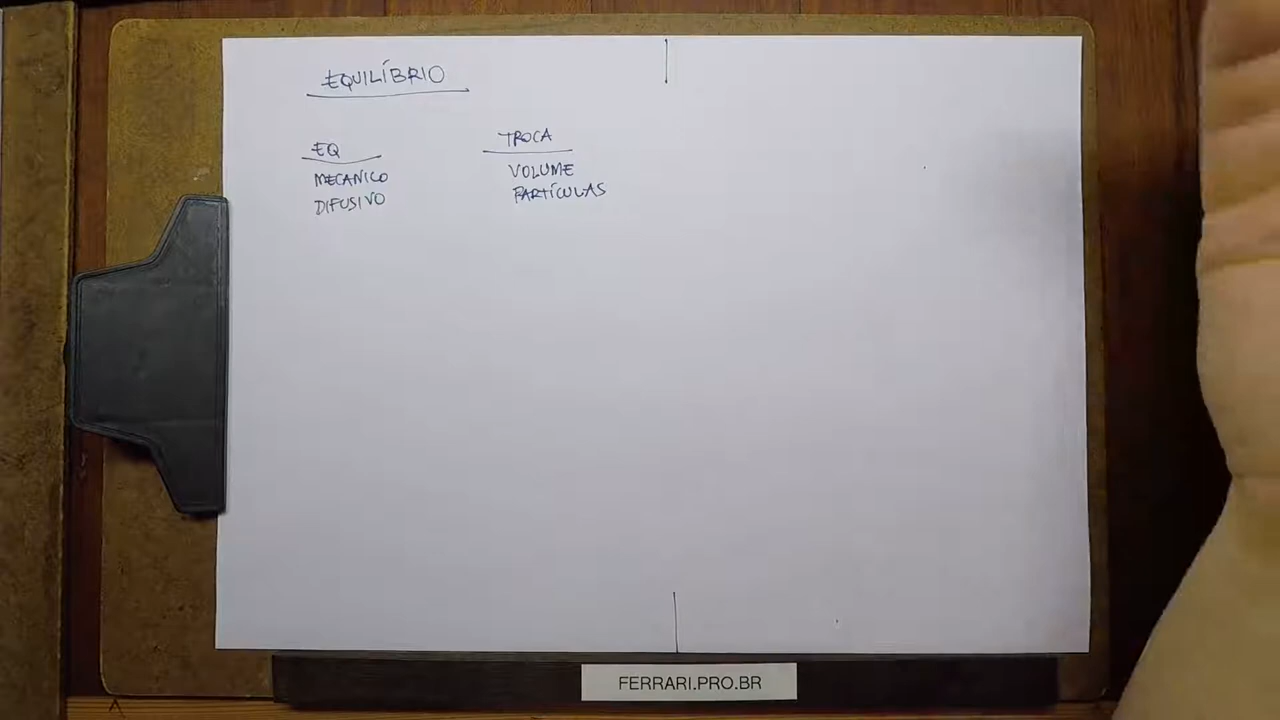 EQUILÍBRIO
EQ
TROCA
MECANICO
VOLUME
DIFUSIVO
PARTÍCULAS
FERRARI.PRO.BR